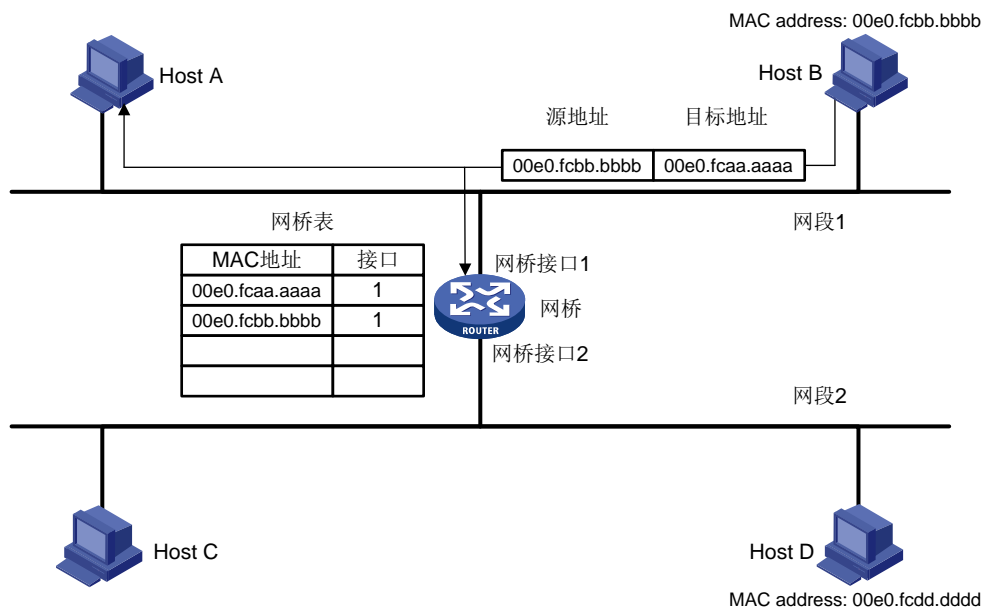 MAC address: 00e0.fcbb.bbbb
Host A
Host B
源地址 目标地址
00e0.fcbb.bbbb 00e0.fcaa.aaaa
网桥表
网段1
MAC地址 接口
网桥接口1
00e0.fcaa.aaaa 1
网桥
00e0.fcbb.bbbb 1
ROUTER
网桥接口2
网段2
Host C
Host D
MAC address: 00e0.fcdd.dddd